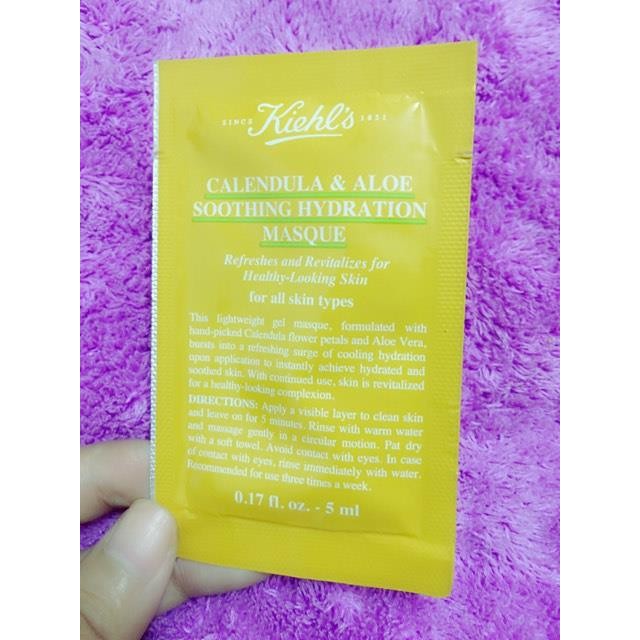 SINCE Kiehl's 1851
CALENDULA & ALOE
SOOTHING HYDRATION
MASQUE
Refreshes and Revitalizes for
Healthy-Looking Skin
for all skin types
This lightweight gel masque, formulated with
hand-picked Calendula flower petals and Aloe Vera,
bursts into a refreshing surge of cooling hydration
upon application to instantly achieve hydrated and
soothed skin. With continued use, skin is revitalized
for a healthy-looking complexion.
DIRECTIONS: Apply a visible layer to clean skin
and leave on for 5 minutes. Rinse with warm water
and massage gently in a circular motion. Pat dry
with a soft towel. Avoid contact with eyes. In case
of contact with eyes, rinse immediately with water.
Recommended for use three times a week.
0.17 fl. oz. - 5 ml